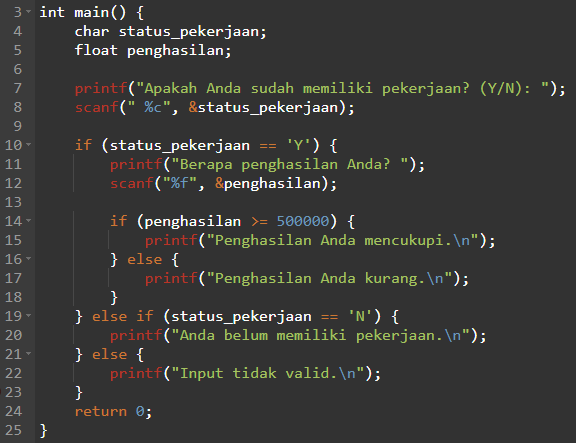 3 int main() {
4     char status_pekerjaan;
5     float penghasilan;
6
7     printf("Apakah Anda sudah memiliki pekerjaan? (Y/N): ");
8     scanf(" %c", &status_pekerjaan);
9
10     if (status_pekerjaan == 'Y') {
11         printf("Berapa penghasilan Anda? ");
12         scanf("%f", &penghasilan);
13
14         if (penghasilan >= 500000) {
15             printf("Penghasilan Anda mencukupi.\n");
16         } else {
17             printf("Penghasilan Anda kurang.\n");
18         }
19     } else if (status_pekerjaan == 'N') {
20         printf("Anda belum memiliki pekerjaan.\n");
21     } else {
22         printf("Input tidak valid.\n");
23     }
24     return 0;
25 }